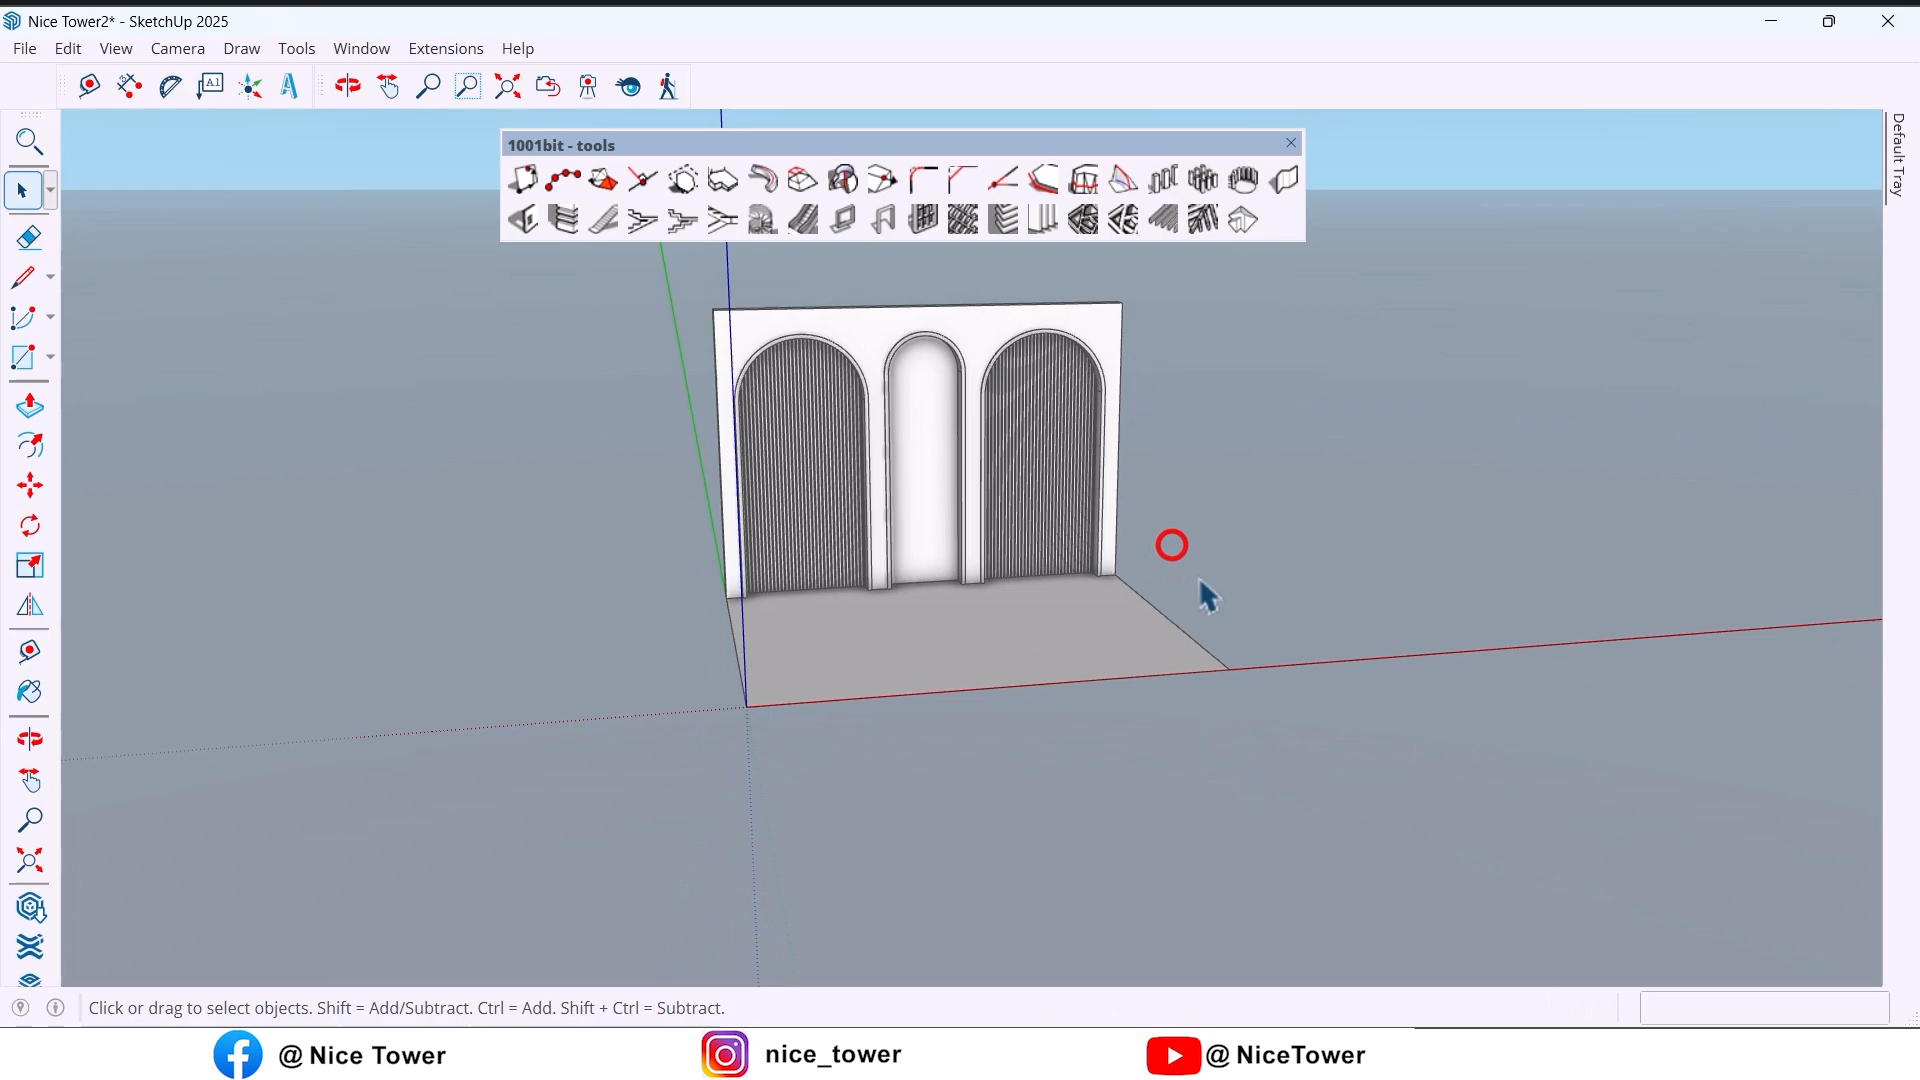 Nice Tower2* - SketchUp 2025
File Edit View Camera Draw Tools Window Extensions Help
A1
1001bit - tools
Default Tray
Click or drag to select objects. Shift = Add/Subtract. Ctrl = Add. Shift + Ctrl = Subtract.
@ Nice Tower
nice_tower
@ NiceTower